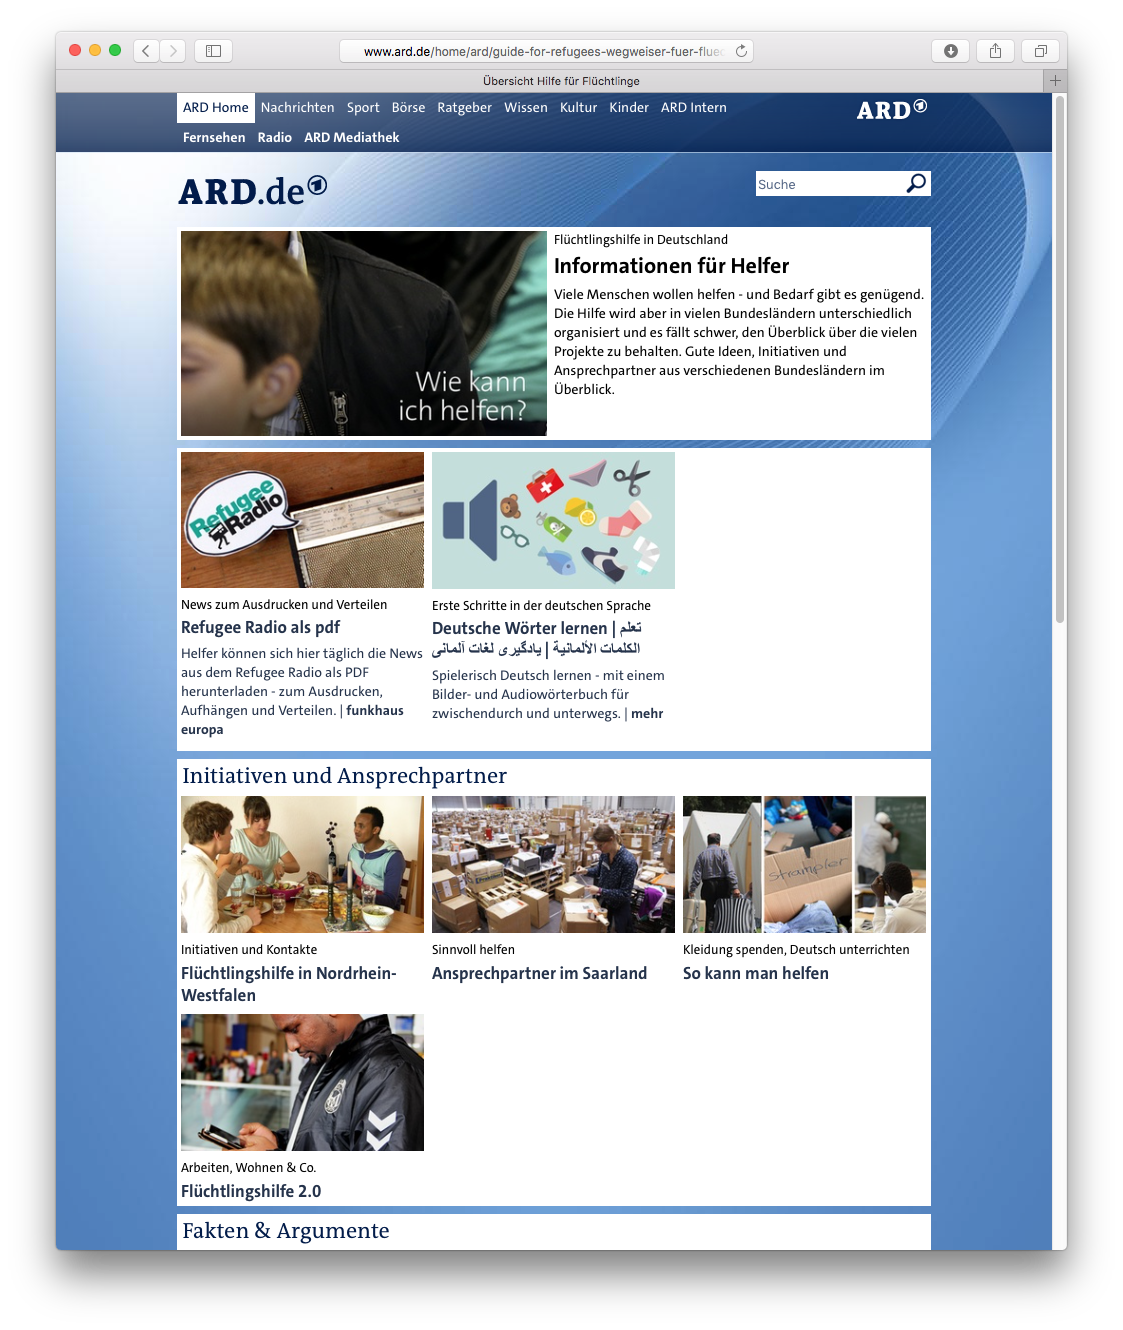 www.ard.de/home/ard/guide-for-refugees-wegweiser-fuer-fluec
Übersicht Hilfe für Flüchtlinge
ARD Home Nachrichten Sport Börse Ratgeber Wissen Kultur Kinder ARD Intern
ARD
Fernsehen Radio ARD Mediathek
ARD.de
Suche
Wie kann
ich helfen?
Flüchtlingshilfe in Deutschland
Informationen für Helfer
Viele Menschen wollen helfen - und Bedarf gibt es genügend.
Die Hilfe wird aber in vielen Bundesländern unterschiedlich
organisiert und es fällt schwer, den Überblick über die vielen
Projekte zu behalten. Gute Ideen, Initiativen und
Ansprechpartner aus verschiedenen Bundesländern im
Überblick.
Refugee
Radio
News zum Ausdrucken und Verteilen
Refugee Radio als pdf
Helfer können sich hier täglich die News
aus dem Refugee Radio als PDF
herunterladen - zum Ausdrucken,
Aufhängen und Verteilen. | funkhaus
europa
Erste Schritte in der deutschen Sprache
Deutsche Wörter lernen | تعلم
الكلمات الألمانية | یادگیری لغات آلمانی
Spielerisch Deutsch lernen - mit einem
Bilder- und Audiowörterbuch für
zwischendurch und unterwegs. | mehr
Initiativen und Ansprechpartner
Initiativen und Kontakte
Flüchtlingshilfe in Nordrhein-
Westfalen
Sinnvoll helfen
Ansprechpartner im Saarland
strampler
Kleidung spenden, Deutsch unterrichten
So kann man helfen
Arbeiten, Wohnen & Co.
Flüchtlingshilfe 2.0
Fakten & Argumente